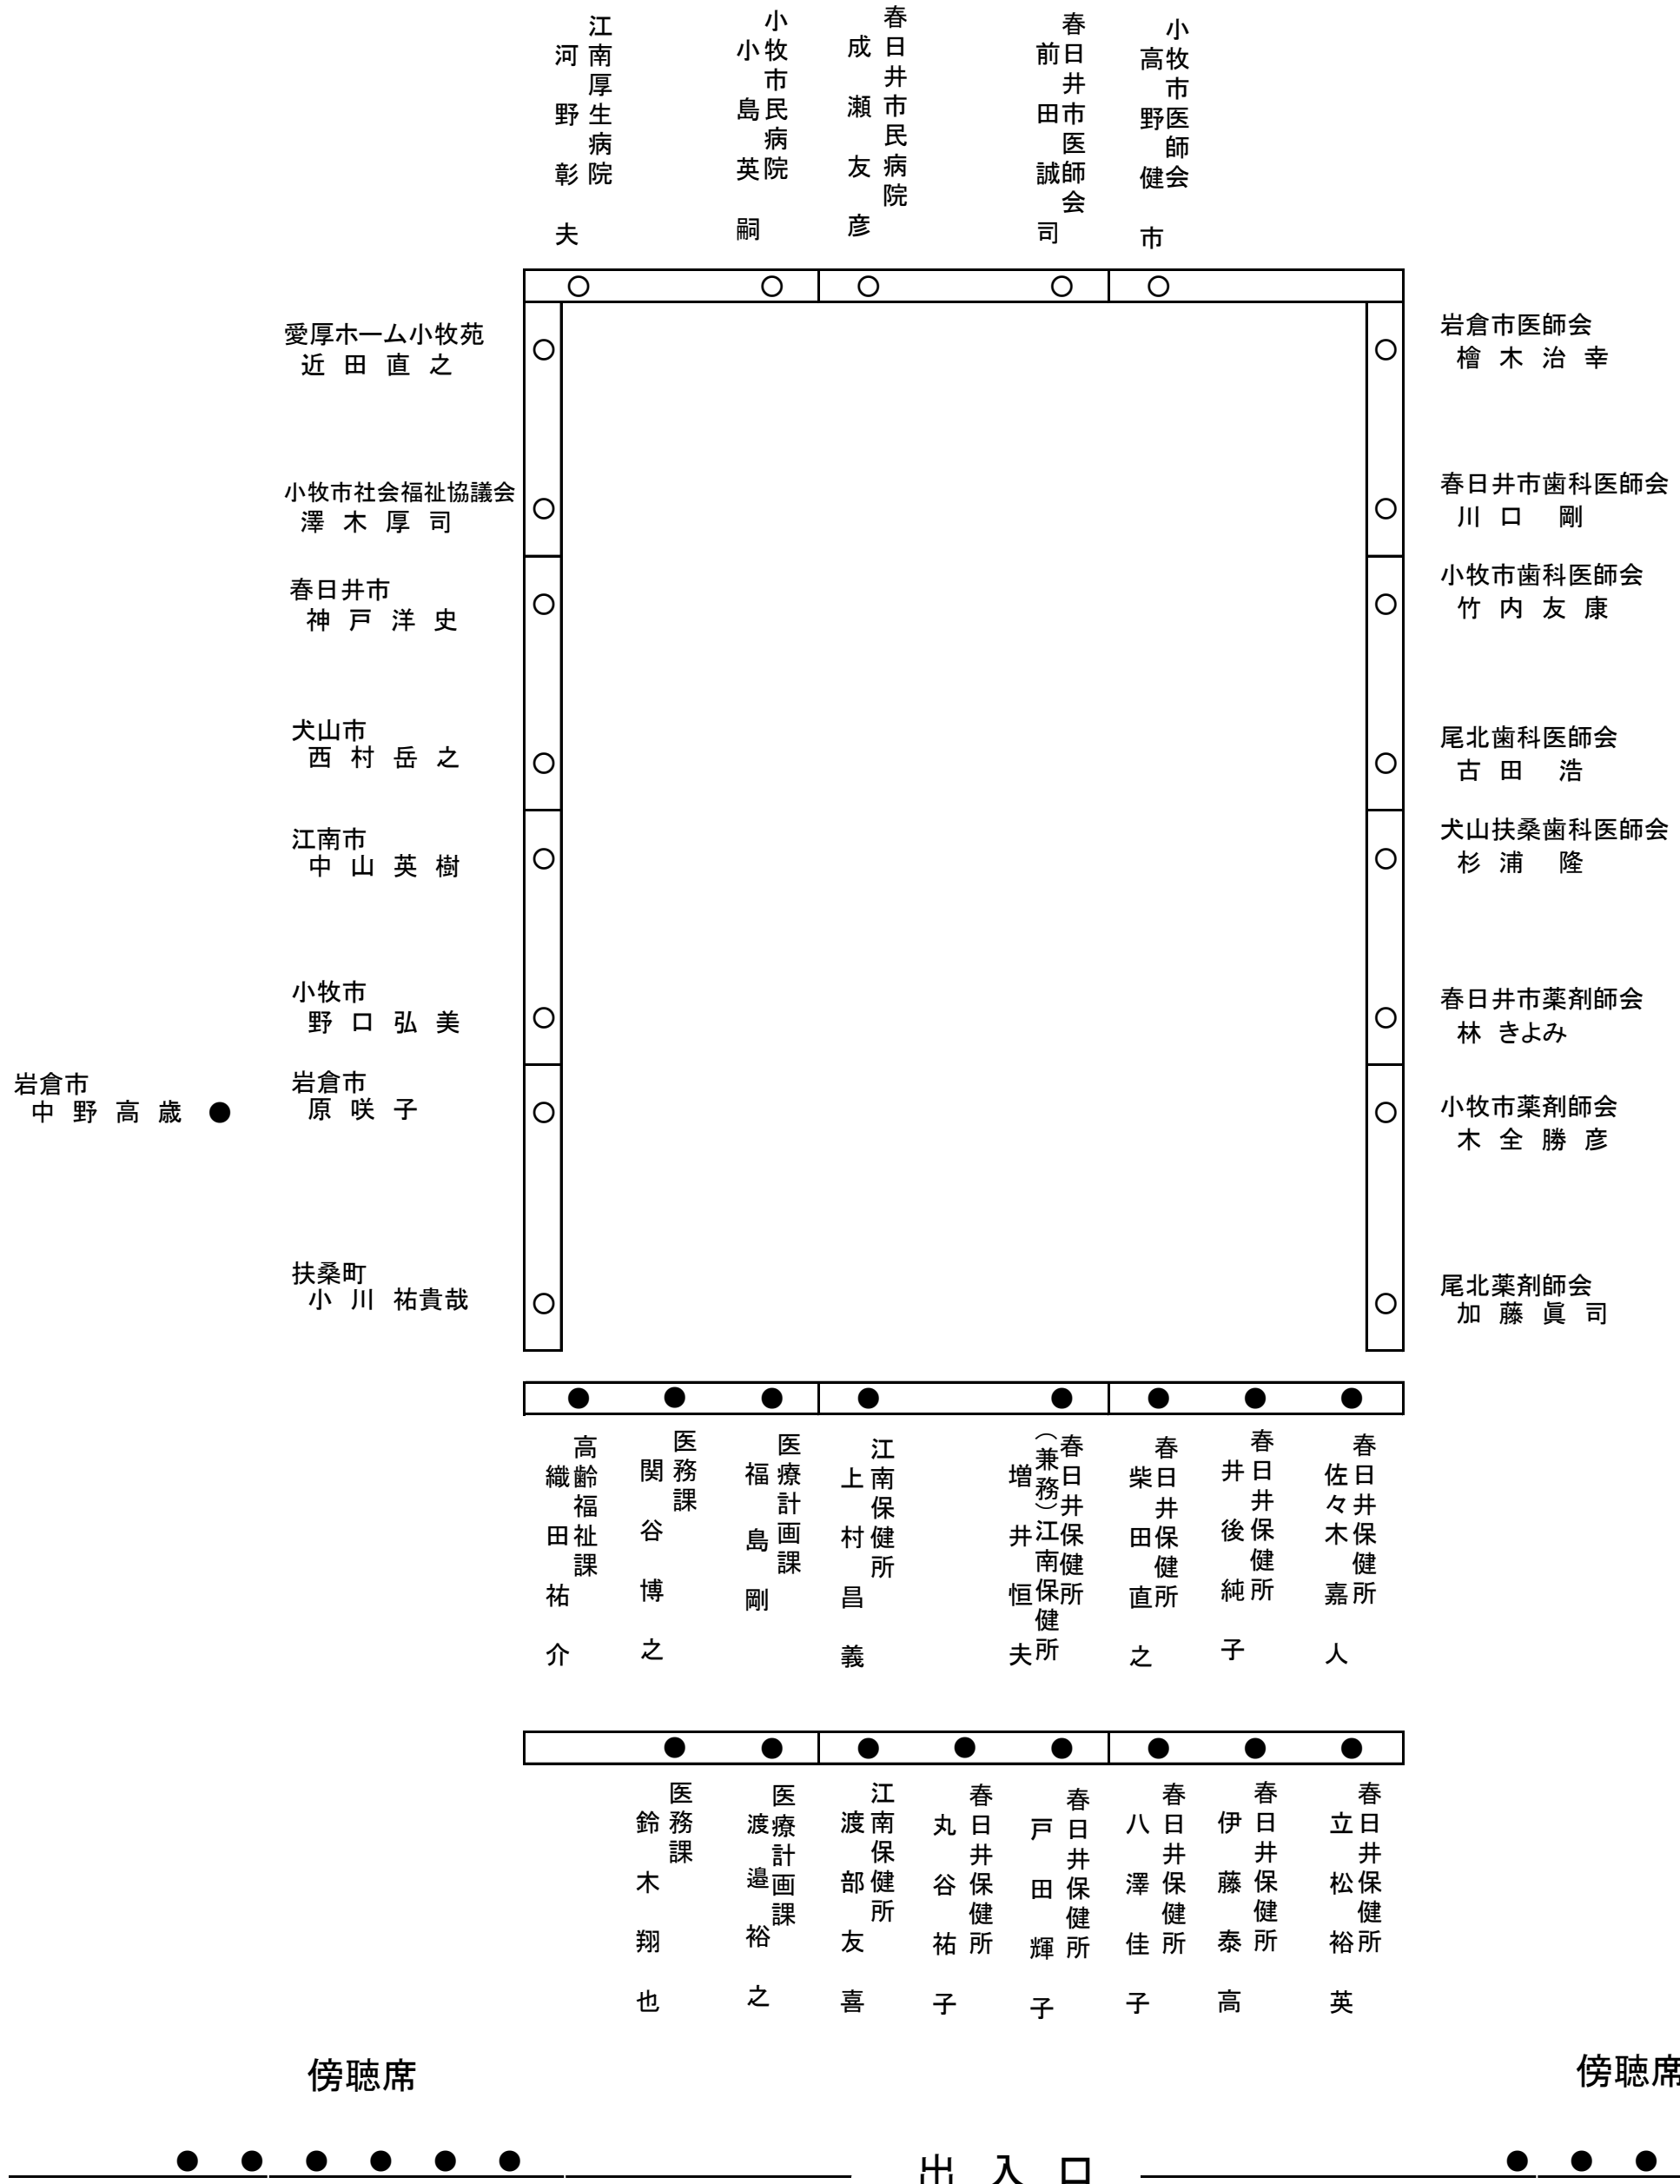 江南厚生病院
河野彰夫
小牧市民病院
小島英嗣
春日井市民病院
成瀬友彦
春日井市医師会
前田誠司
小牧市医師会
高野健市
愛厚ホーム小牧苑
近田直之
小牧市社会福祉協議会
澤木厚司
春日井市
神戸洋史
犬山市
西村岳之
江南市
中山英樹
小牧市
野口弘美
岩倉市
中野高歳
岩倉市
原咲子
扶桑町
小川祐貴哉
岩倉市医師会
檜木治幸
春日井市歯科医師会
川口 剛
小牧市歯科医師会
竹内友康
尾北歯科医師会
古田 浩
犬山扶桑歯科医師会
杉浦 隆
春日井市薬剤師会
林 きよみ
小牧市薬剤師会
木全勝彦
尾北薬剤師会
加藤眞司
高齢福祉課
織田祐介
医務課
関谷博之
医療計画課
福島剛
江南保健所
上村昌義
春日井保健所
（兼務）江南保健所
増井恒夫
春日井保健所
柴田直之
春日井保健所
井後純子
春日井保健所
佐々木嘉人
医務課
鈴木翔也
医療計画課
渡邉裕之
江南保健所
渡部友喜
春日井保健所
丸谷祐子
春日井保健所
戸田輝子
春日井保健所
八澤佳子
春日井保健所
伊藤泰高
春日井保健所
立松裕英
傍聴席
傍聴席
出入口